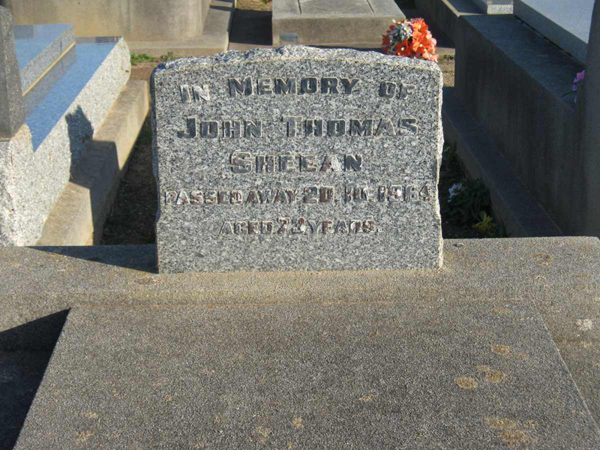 IN MEMORY OF
JOHN THOMAS
SHEEAN
PASSED AWAY 20.10.1964
AGED YEARS.